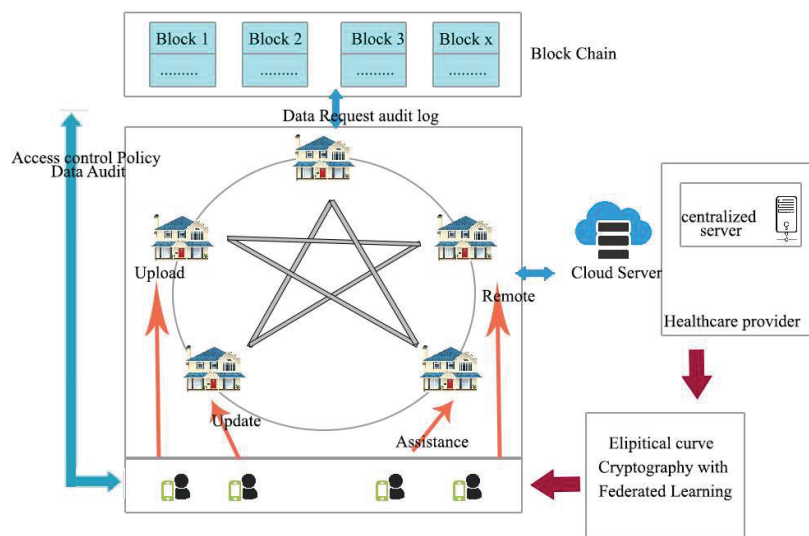 Block 1
Block 2
Block 3
Block x
.........
.........
.........
.........
Block Chain
Data Request audit log
Access control Policy
Data Audit
Upload
Remote
Update
Assistance
Cloud Server
centralized
server
Healthcare provider
Elipitical curve
Cryptography with
Federated Learning